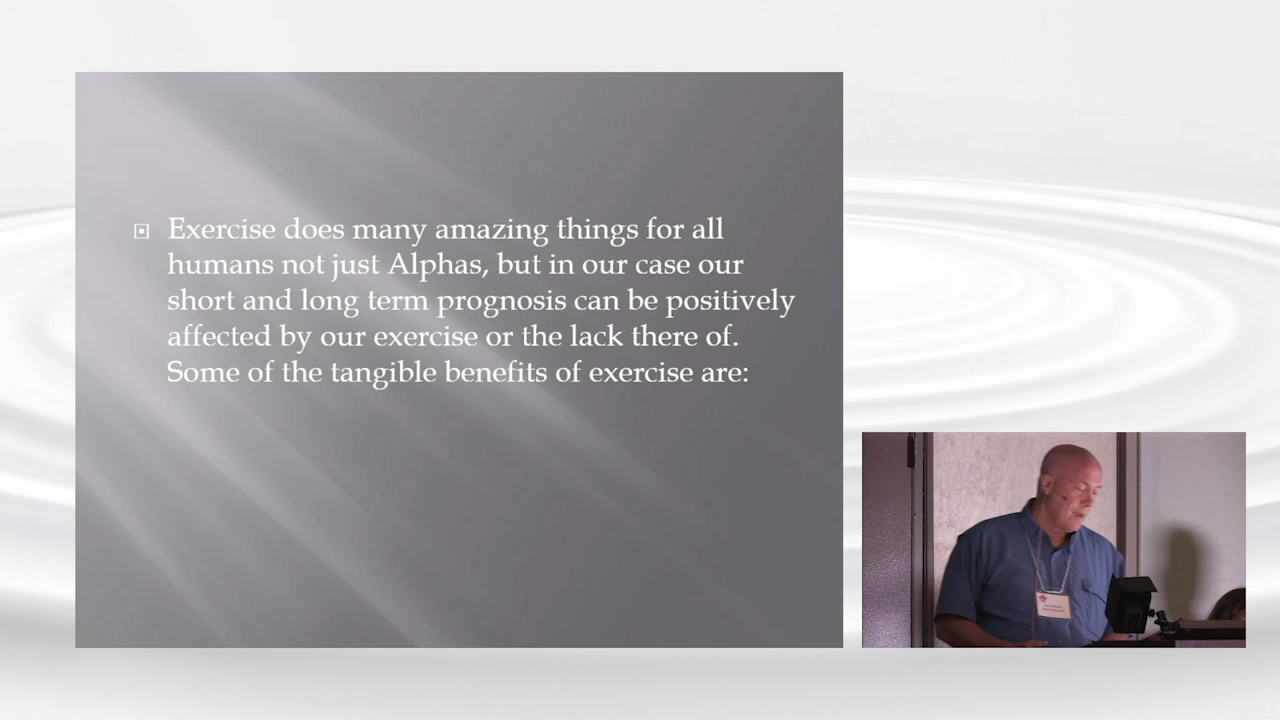 Exercise does many amazing things for all
humans not just Alphas, but in our case our
short and long term prognosis can be positively
affected by our exercise or the lack there of.
Some of the tangible benefits of exercise are: